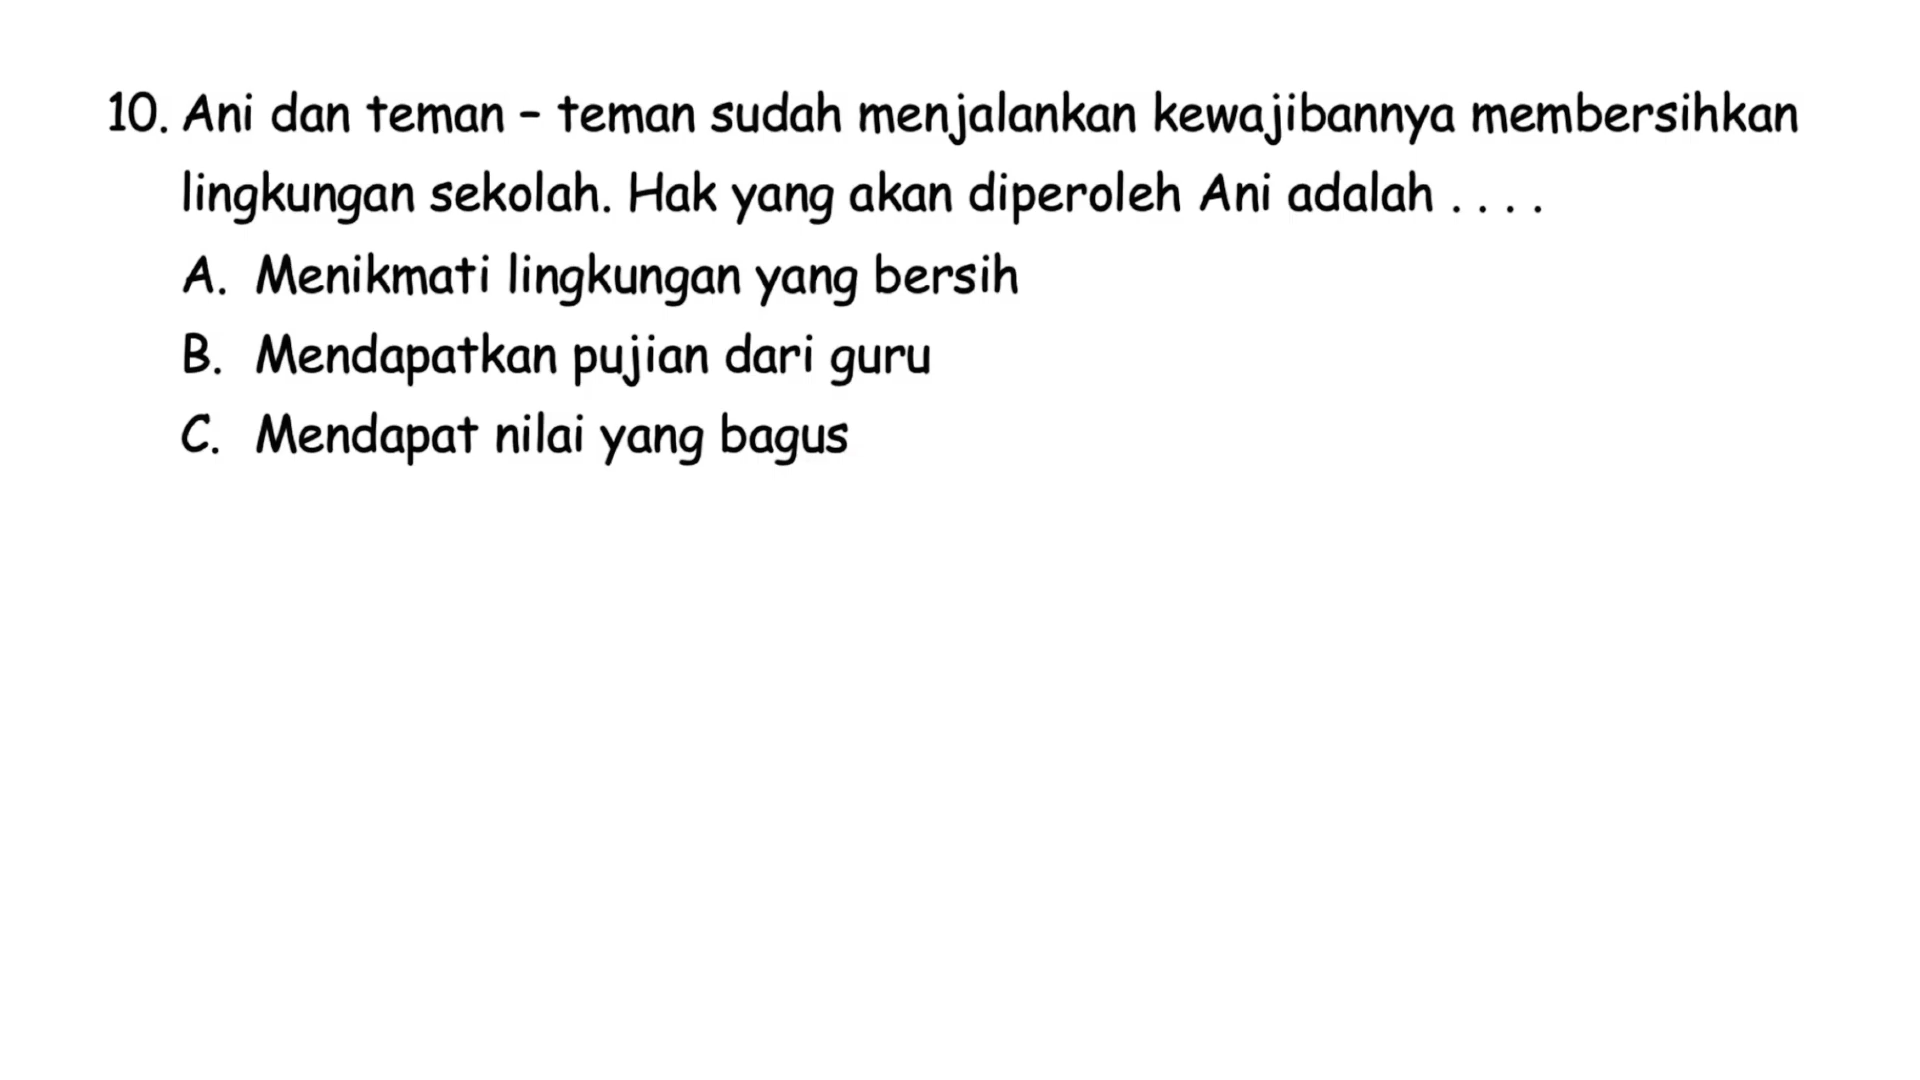 10. Ani dan teman – teman sudah menjalankan kewajibannya membersihkan
lingkungan sekolah. Hak yang akan diperoleh Ani adalah . . . .
A. Menikmati lingkungan yang bersih
B. Mendapatkan pujian dari guru
C. Mendapat nilai yang bagus